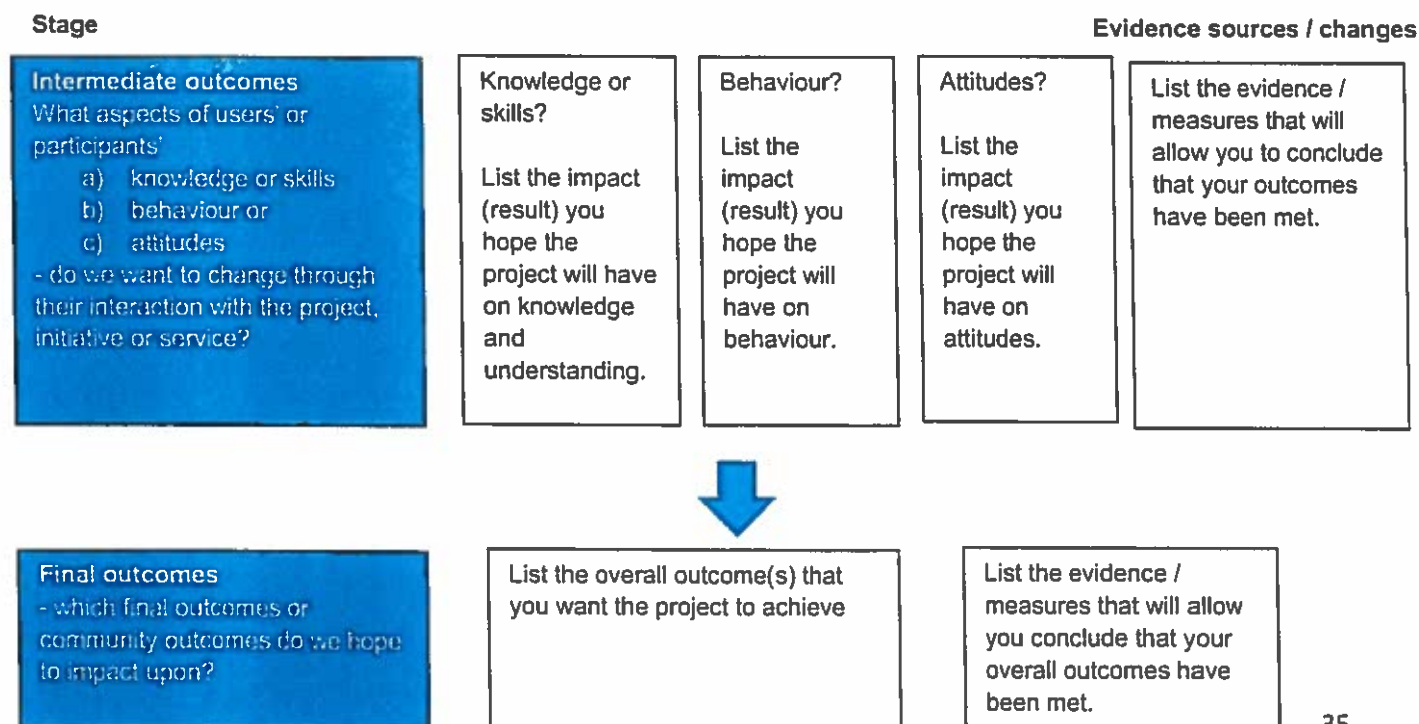 Stage
Evidence sources / changes
Intermediate outcomes
What aspects of users' or
participants'
a) knowledge or skills
b) behaviour or
c) attitudes
- do we want to change through
their interaction with the project,
initiative or service?
Knowledge or
skills?
List the impact
(result) you
hope the
project will have
on knowledge
and
understanding.
Behaviour?
List the
impact
(result) you
hope the
project will
have on
behaviour.
Attitudes?
List the
impact
(result) you
hope the
project will
have on
attitudes.
List the evidence /
measures that will
allow you to conclude
that your outcomes
have been met.
Final outcomes
- which final outcomes or
community outcomes do we hope
to impact upon?
List the overall outcome(s) that
you want the project to achieve
List the evidence /
measures that will allow
you conclude that your
overall outcomes have
been met.
35